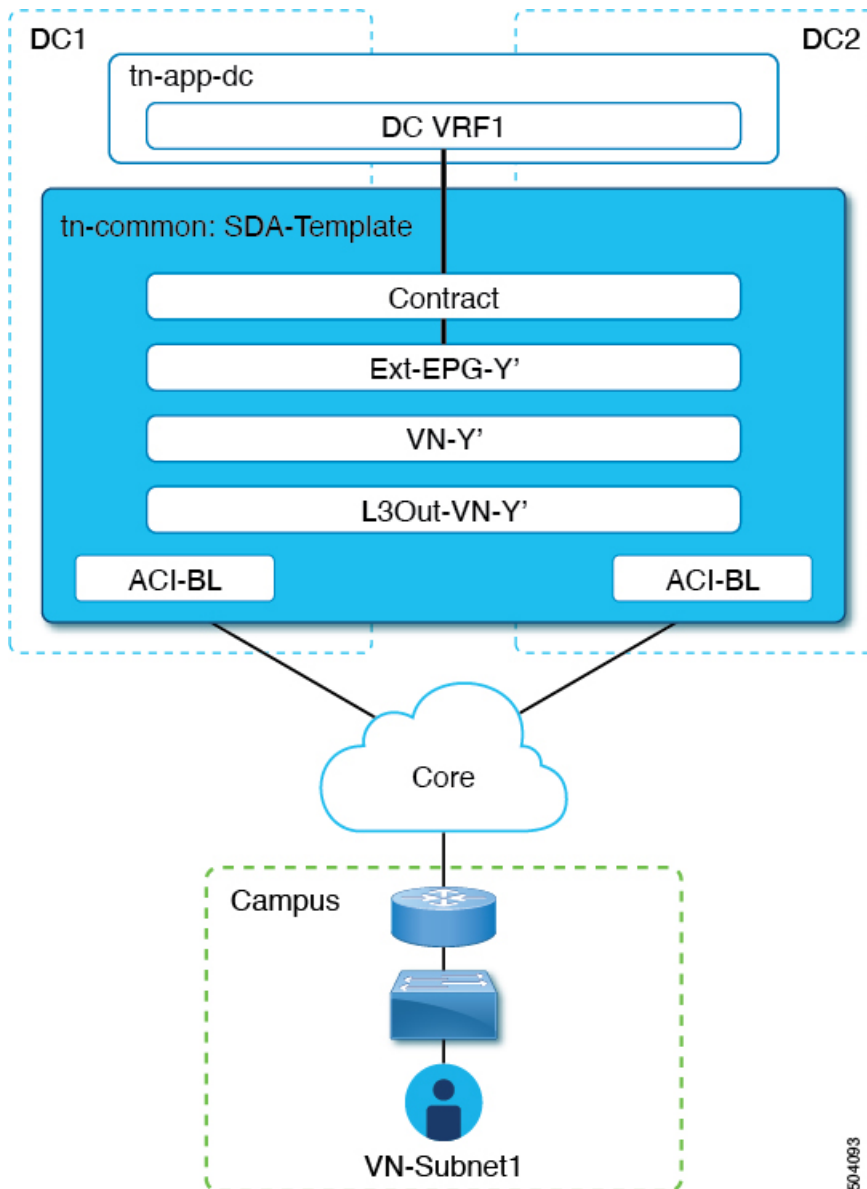 DC1
DC2
tn-app-dc
DC VRF1
tn-common: SDA-Template
Contract
Ext-EPG-Y’
VN-Y’
L3Out-VN-Y’
ACI-BL
ACI-BL
Core
Campus
VN-Subnet1
504093